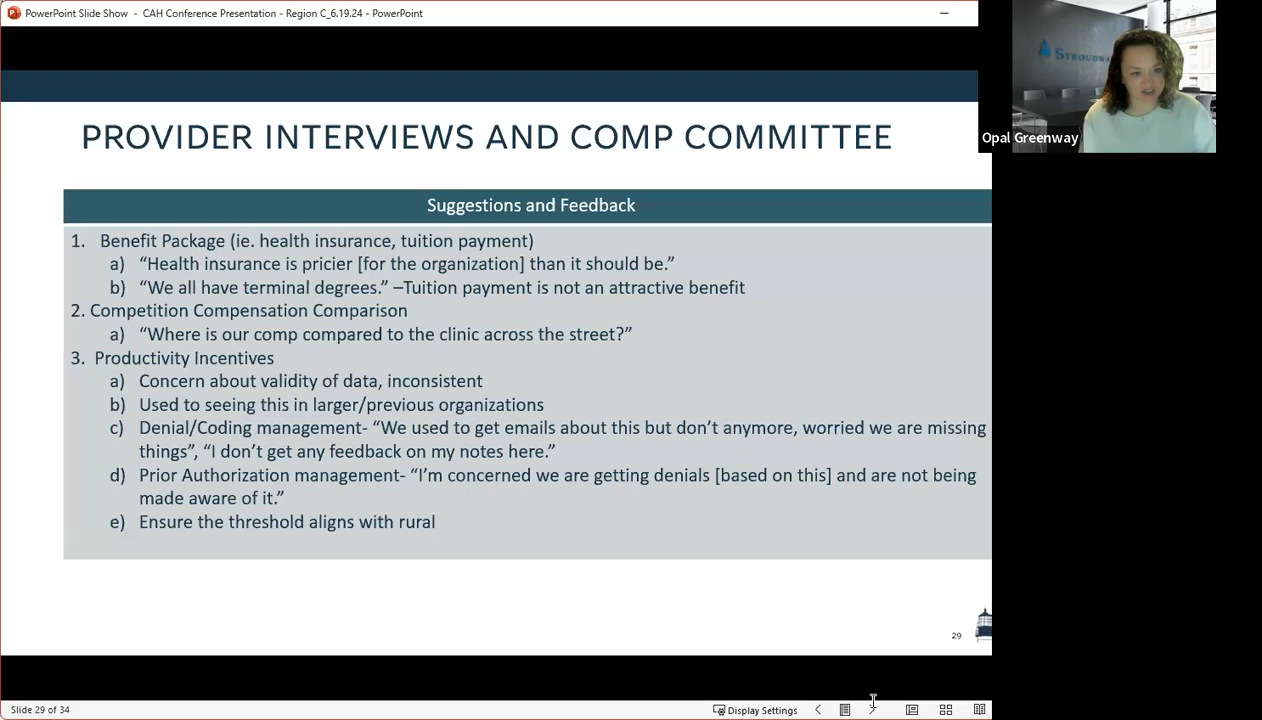 PowerPoint Slide Show - CAH Conference Presentation - Region C_6.19.24 - PowerPoint
Opal Greenway
PROVIDER INTERVIEWS AND COMP COMMITTEE
Suggestions and Feedback
1. Benefit Package (ie. health insurance, tuition payment)
a) “Health insurance is pricier [for the organization] than it should be.”
b) “We all have terminal degrees.” –Tuition payment is not an attractive benefit
2. Competition Compensation Comparison
a) “Where is our comp compared to the clinic across the street?”
3. Productivity Incentives
a) Concern about validity of data, inconsistent
b) Used to seeing this in larger/previous organizations
c) Denial/Coding management- “We used to get emails about this but don’t anymore, worried we are missing
things”, “I don’t get any feedback on my notes here.”
d) Prior Authorization management- “I’m concerned we are getting denials [based on this] and are not being
made aware of it.”
e) Ensure the threshold aligns with rural
29
Slide 29 of 34
Display Settings